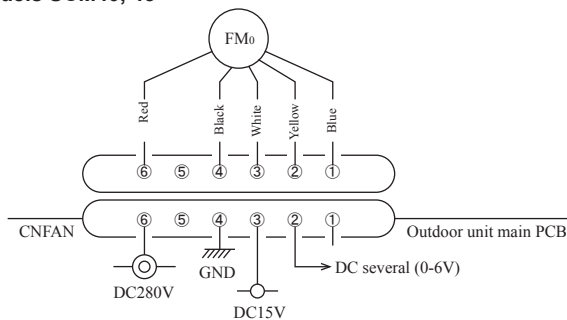 FM₀
Red
Black
White
Yellow
Blue
⑥ ⑤ ④ ③ ② ①
⑥ ⑤ ④ ③ ② ①
CNFAN
Outdoor unit main PCB
GND
DC several (0-6V)
DC280V
DC15V